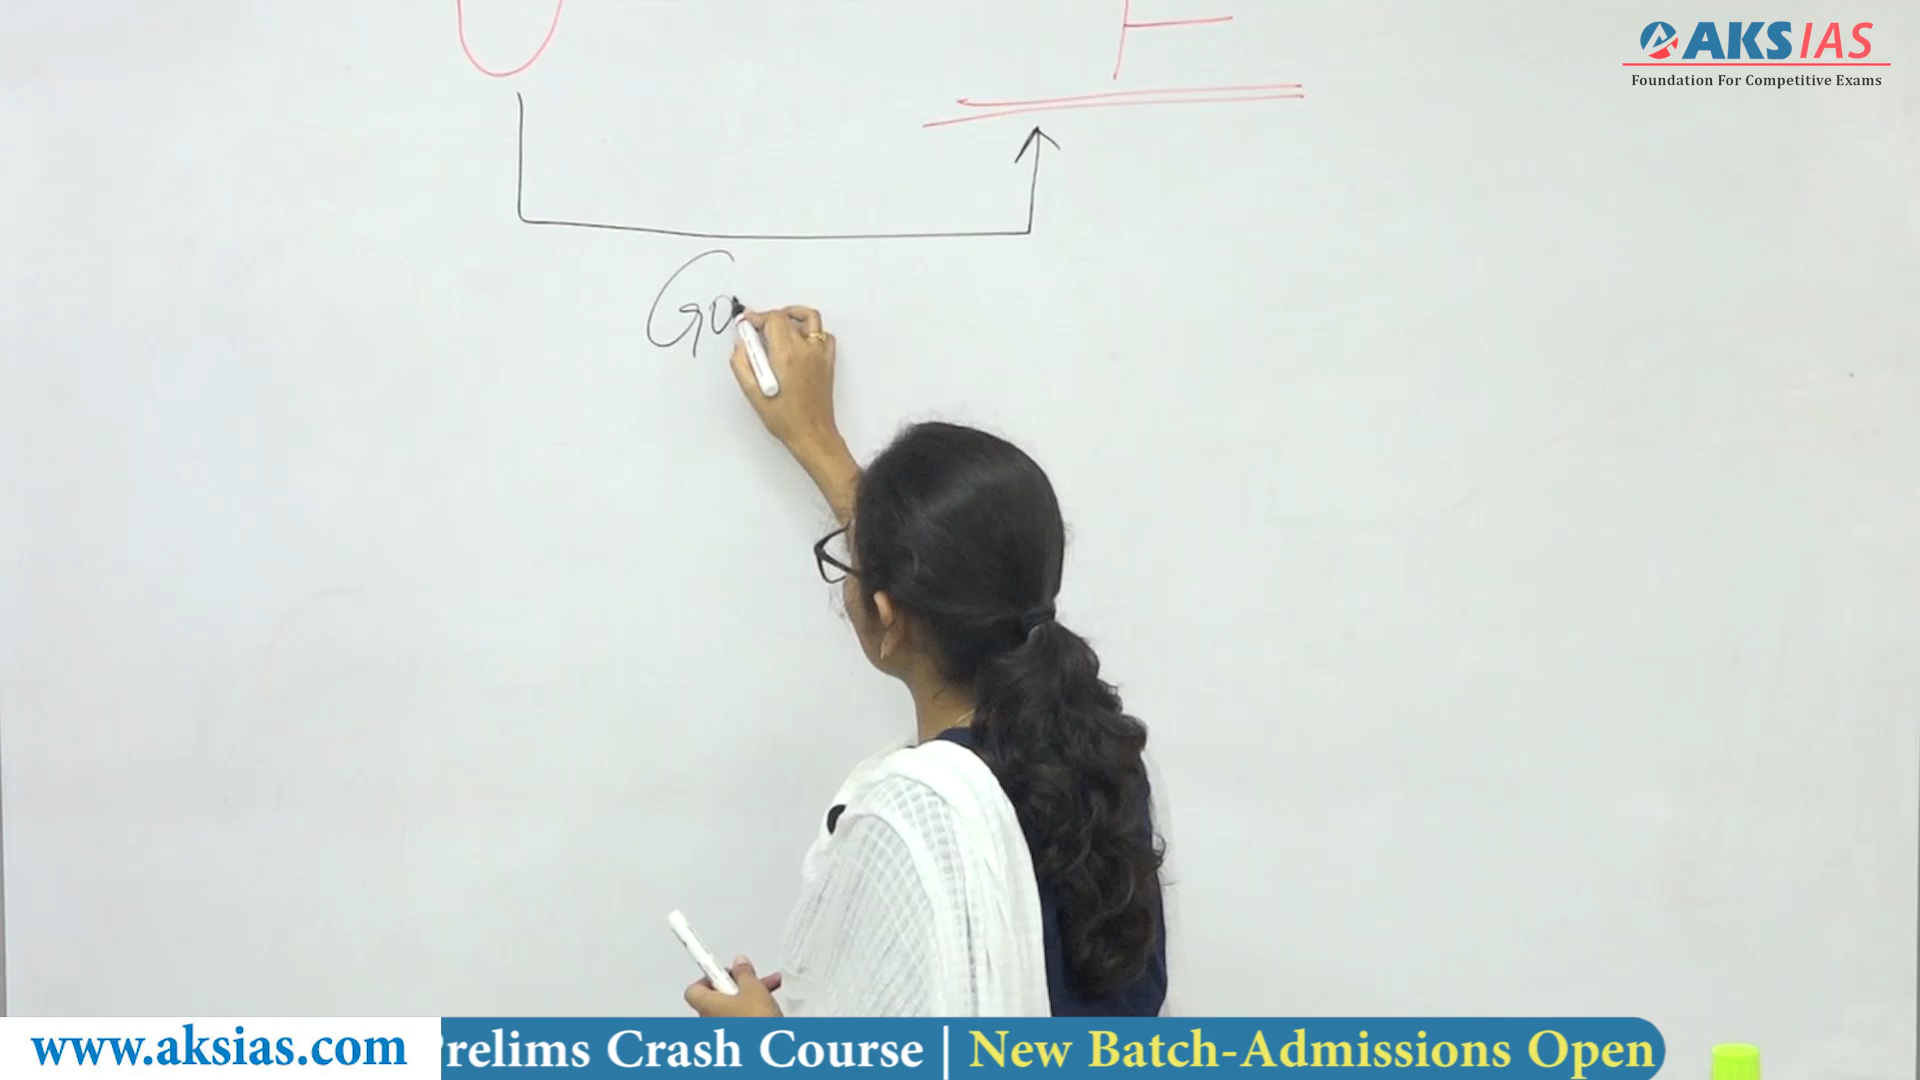 U F
AKS IAS
Foundation For Competitive Exams
Go
www.aksias.com
relims Crash Course | New Batch-Admissions Open